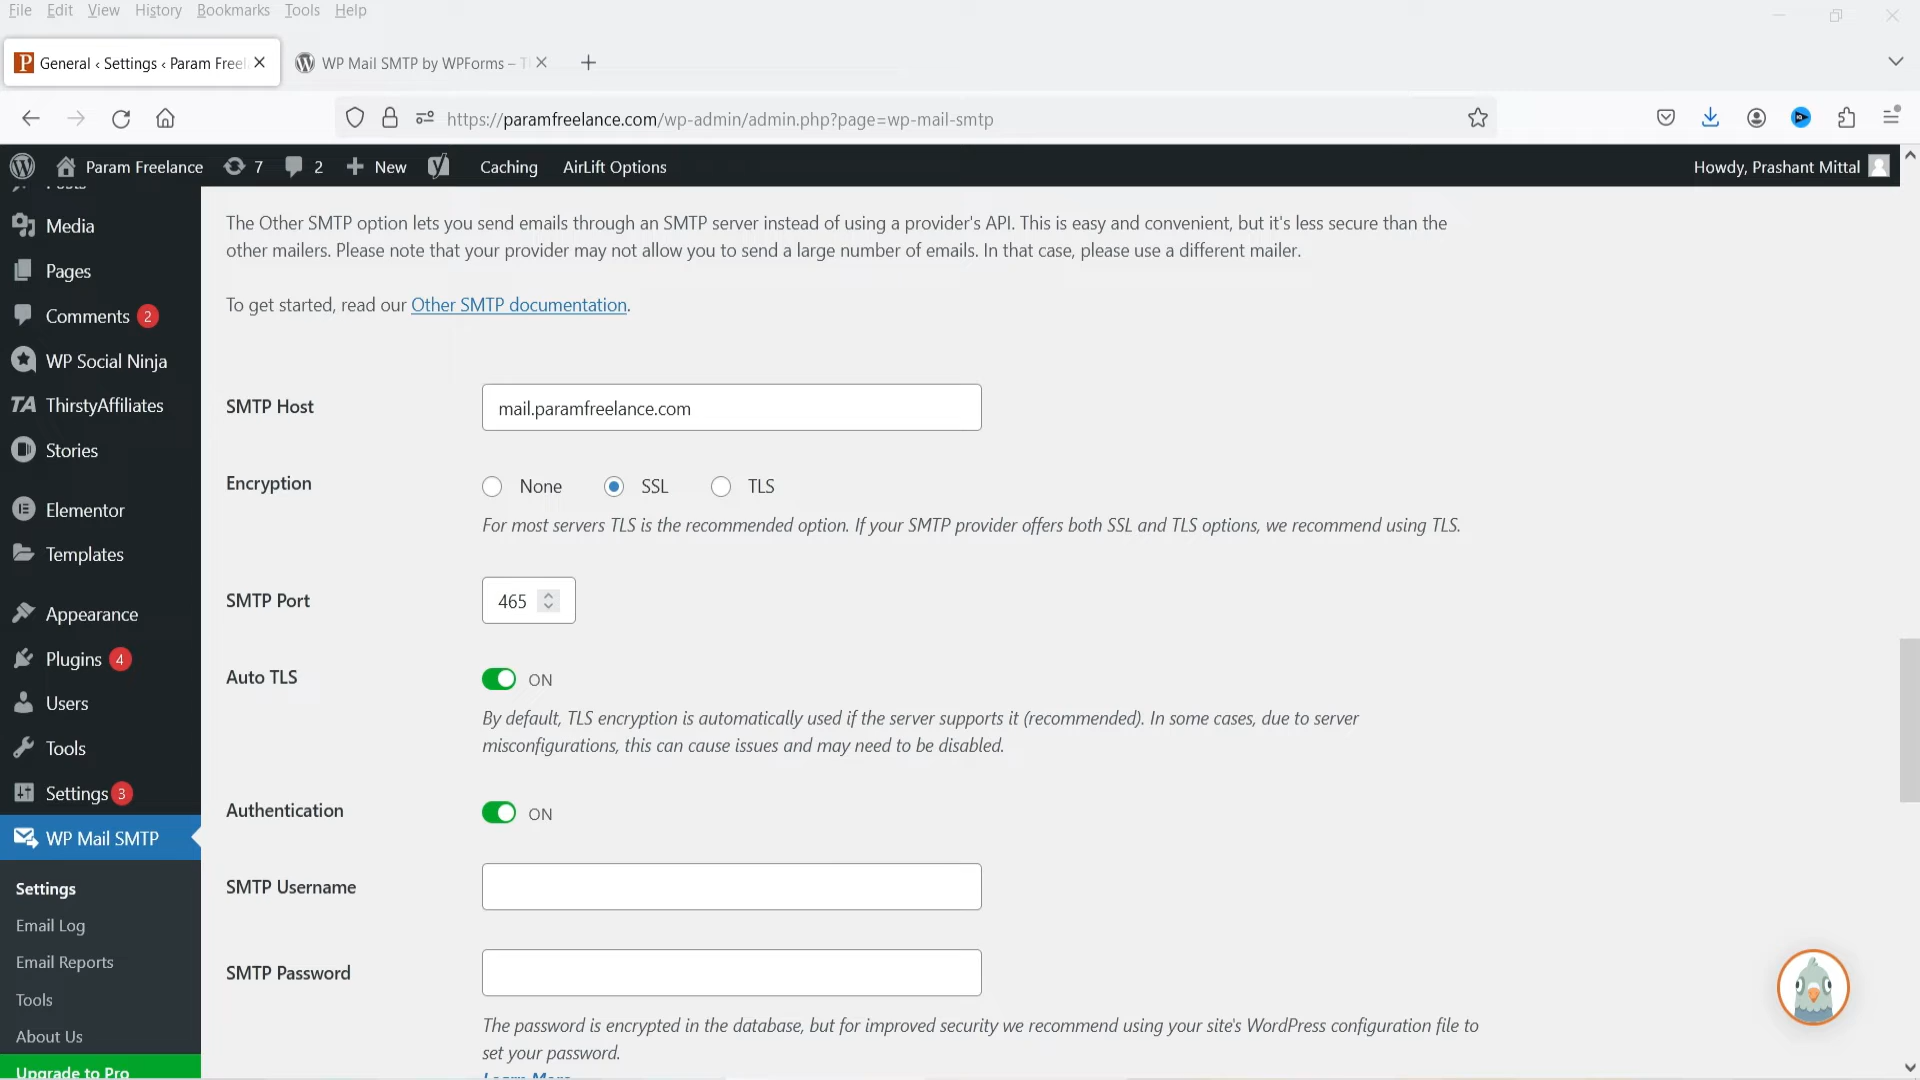 File Edit View History Bookmarks Tools Help
General ‹ Settings ‹ Param Freel
WP Mail SMTP by WPForms –
https://paramfreelance.com/wp-admin/admin.php?page=wp-mail-smtp
Param Freelance 7 2 New Caching AirLift Options Howdy, Prashant Mittal
Posts
Media
Pages
Comments 2
WP Social Ninja
TA ThirstyAffiliates
Stories
Elementor
Templates
Appearance
Plugins 4
Users
Tools
Settings 3
WP Mail SMTP
Settings
Email Log
Email Reports
Tools
About Us
Upgrade to Pro
The Other SMTP option lets you send emails through an SMTP server instead of using a provider's API. This is easy and convenient, but it's less secure than the
other mailers. Please note that your provider may not allow you to send a large number of emails. In that case, please use a different mailer.
To get started, read our Other SMTP documentation.
SMTP Host mail.paramfreelance.com
Encryption None SSL TLS
For most servers TLS is the recommended option. If your SMTP provider offers both SSL and TLS options, we recommend using TLS.
SMTP Port 465
Auto TLS ON
By default, TLS encryption is automatically used if the server supports it (recommended). In some cases, due to server
misconfigurations, this can cause issues and may need to be disabled.
Authentication ON
SMTP Username
SMTP Password
The password is encrypted in the database, but for improved security we recommend using your site's WordPress configuration file to
set your password.
Learn More